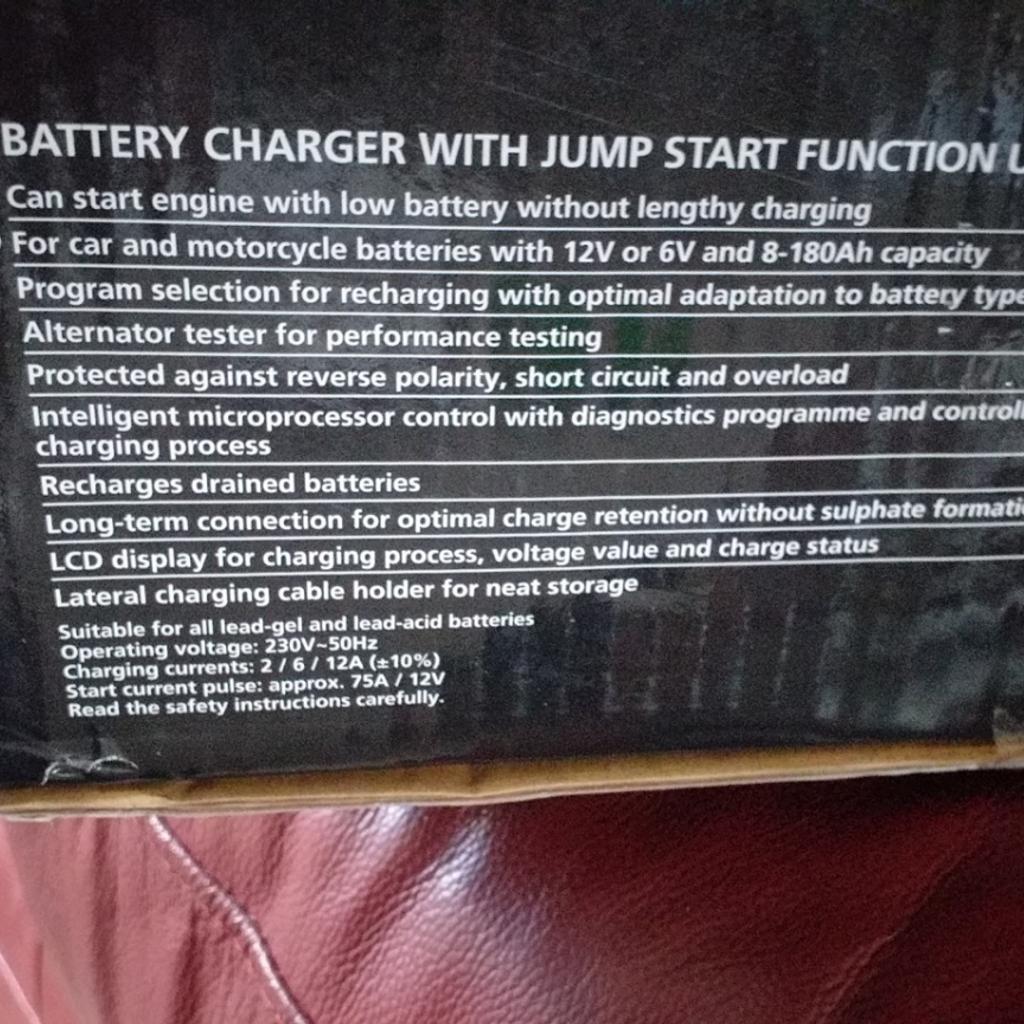 BATTERY CHARGER WITH JUMP START FUNCTION
Can start engine with low battery without lengthy charging
For car and motorcycle batteries with 12V or 6V and 8-180Ah capacity
Program selection for recharging with optimal adaptation to battery type
Alternator tester for performance testing
Protected against reverse polarity, short circuit and overload
Intelligent microprocessor control with diagnostics programme and controll
charging process
Recharges drained batteries
Long-term connection for optimal charge retention without sulphate formati
LCD display for charging process, voltage value and charge status
Lateral charging cable holder for neat storage
Suitable for all lead-gel and lead-acid batteries
Operating voltage: 230V~50Hz
Charging currents: 2 / 6 / 12A (±10%)
Start current pulse: approx. 75A / 12V
Read the safety instructions carefully.